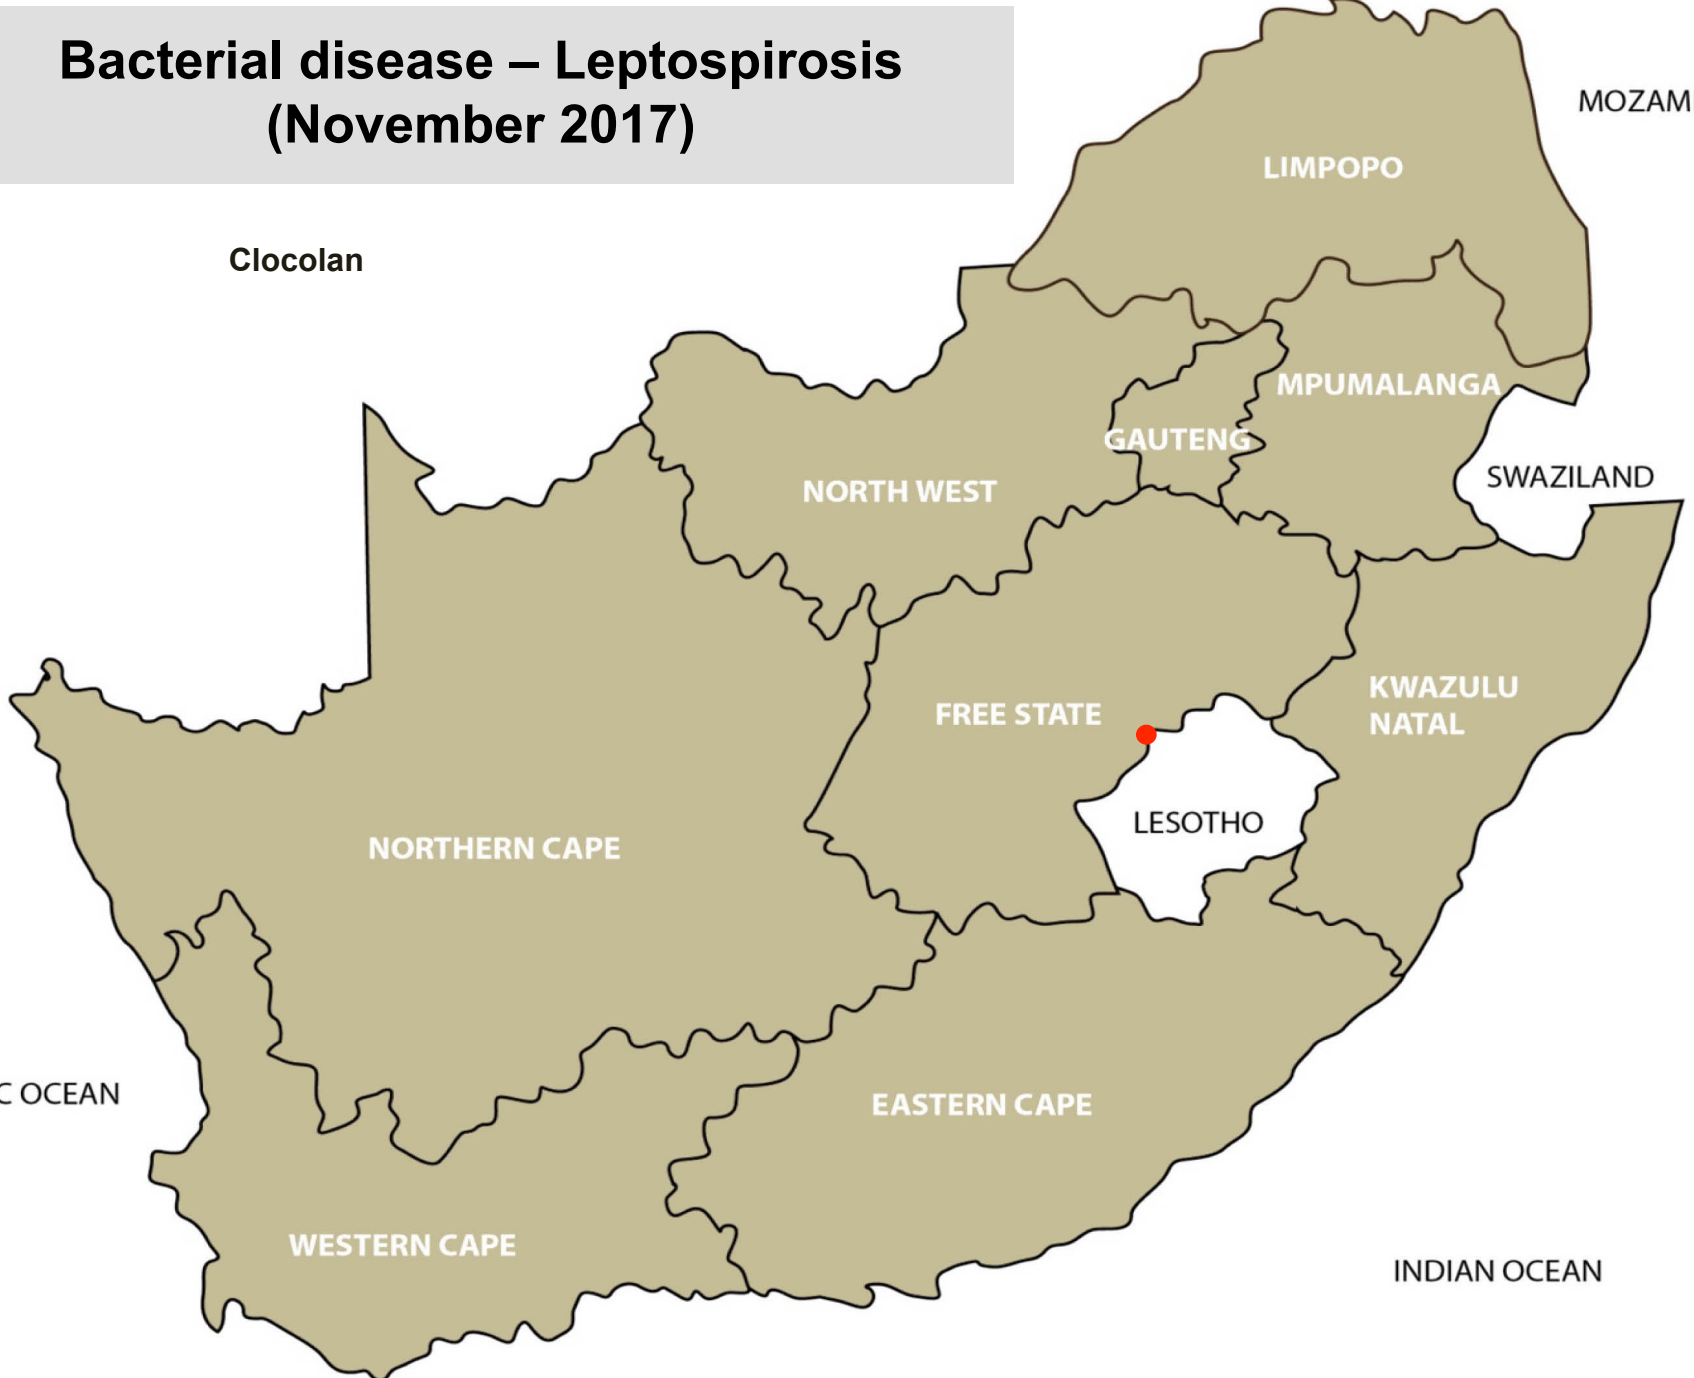 Bacterial disease – Leptospirosis
(November 2017)
MOZAM
LIMPOPO
Clocolan
MPUMALANGA
GAUTENG
SWAZILAND
NORTH WEST
KWAZULU
NATAL
FREE STATE
LESOTHO
NORTHERN CAPE
C OCEAN
EASTERN CAPE
WESTERN CAPE
INDIAN OCEAN